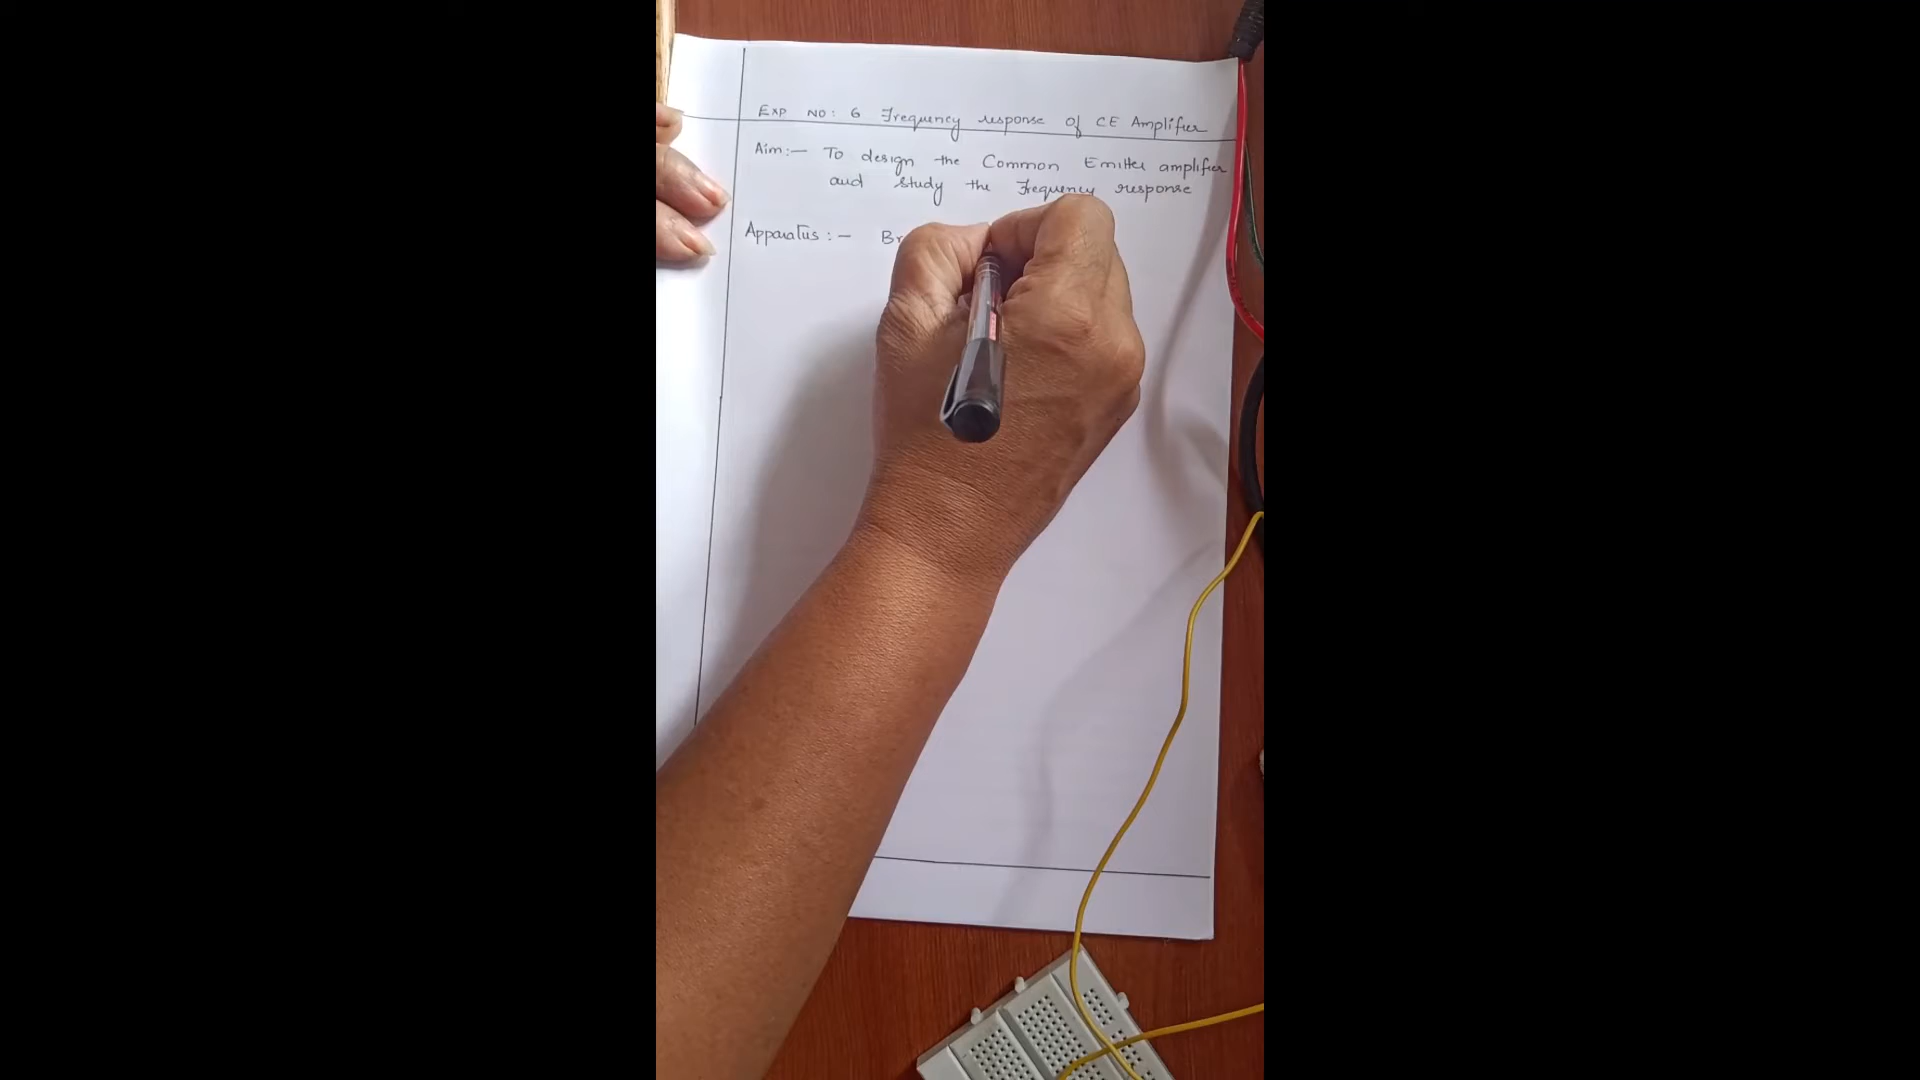 Exp NO: 6 Frequency response of CE Amplifier
Aim:- To design the Common Emitter amplifier
and study the Frequency response
Apparatus:- Br